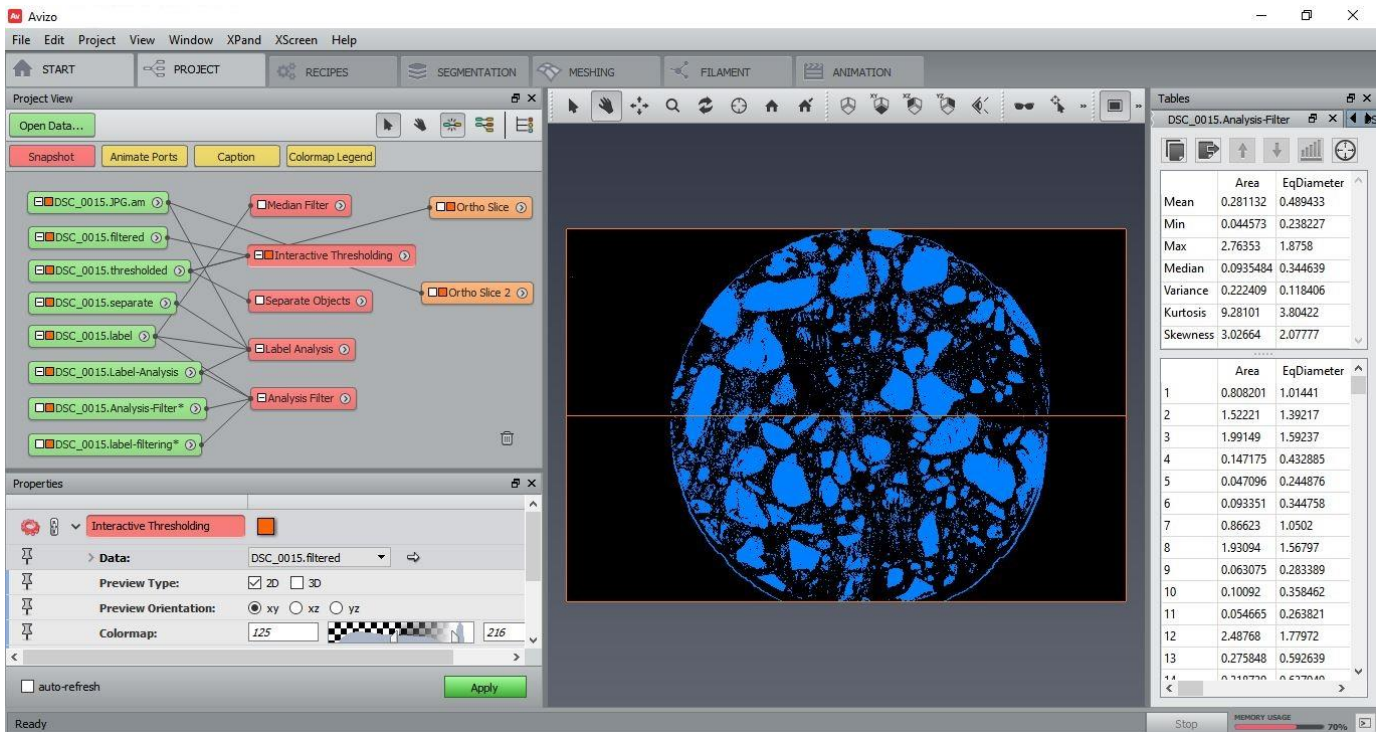 Av Avizo
File Edit Project View Window XPand XScreen Help
START PROJECT RECIPES SEGMENTATION MESHING FILAMENT ANIMATION
Project View
Open Data...
Snapshot Animate Ports Caption Colormap Legend
DSC_0015.JPG.am
DSC_0015.filtered
DSC_0015.thresholded
DSC_0015.separate
DSC_0015.label
DSC_0015.Label-Analysis
DSC_0015.Analysis-Filter*
DSC_0015.label-filtering*
Median Filter
Interactive Thresholding
Separate Objects
Label Analysis
Analysis Filter
Ortho Slice
Ortho Slice 2
Properties
Interactive Thresholding
Data: DSC_0015.filtered
Preview Type: 2D 3D
Preview Orientation: xy xz yz
Colormap: 125 216
auto-refresh Apply
Ready
XY XZ YZ
Tables
DSC_0015.Analysis-Filter
Area EqDiameter
Mean 0.281132 0.489433
Min 0.044573 0.238227
Max 2.76353 1.8758
Median 0.0935484 0.344639
Variance 0.222409 0.118406
Kurtosis 9.28101 3.80422
Skewness 3.02664 2.07777
Area EqDiameter
1 0.808201 1.01441
2 1.52221 1.39217
3 1.99149 1.59237
4 0.147175 0.432885
5 0.047096 0.244876
6 0.093351 0.344758
7 0.86623 1.0502
8 1.93094 1.56797
9 0.063075 0.283389
10 0.10092 0.358462
11 0.054665 0.263821
12 2.48768 1.77972
13 0.275848 0.592639
Stop MEMORY USAGE 70%